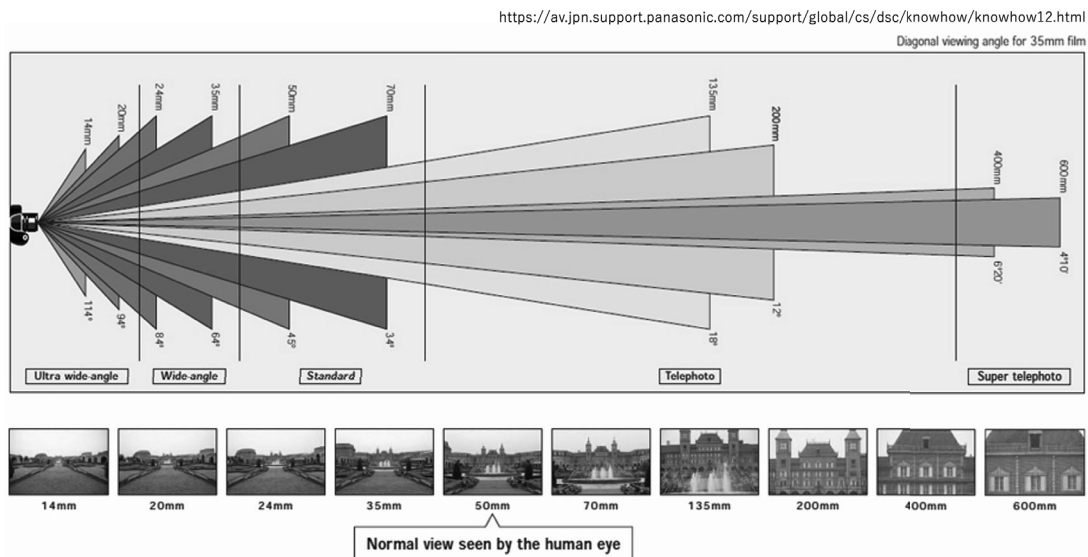 https://av.jpn.support.panasonic.com/support/global/cs/dsc/knowhow/knowhow12.html
Diagonal viewing angle for 35mm film
14mm
20mm
24mm
35mm
50mm
70mm
135mm
200mm
400mm
600mm
114°
94°
84°
64°
45°
34°
18°
12°
6°20'
4°10'
Ultra wide-angle
Wide-angle
Standard
Telephoto
Super telephoto
14mm
20mm
24mm
35mm
50mm
70mm
135mm
200mm
400mm
600mm
Normal view seen by the human eye